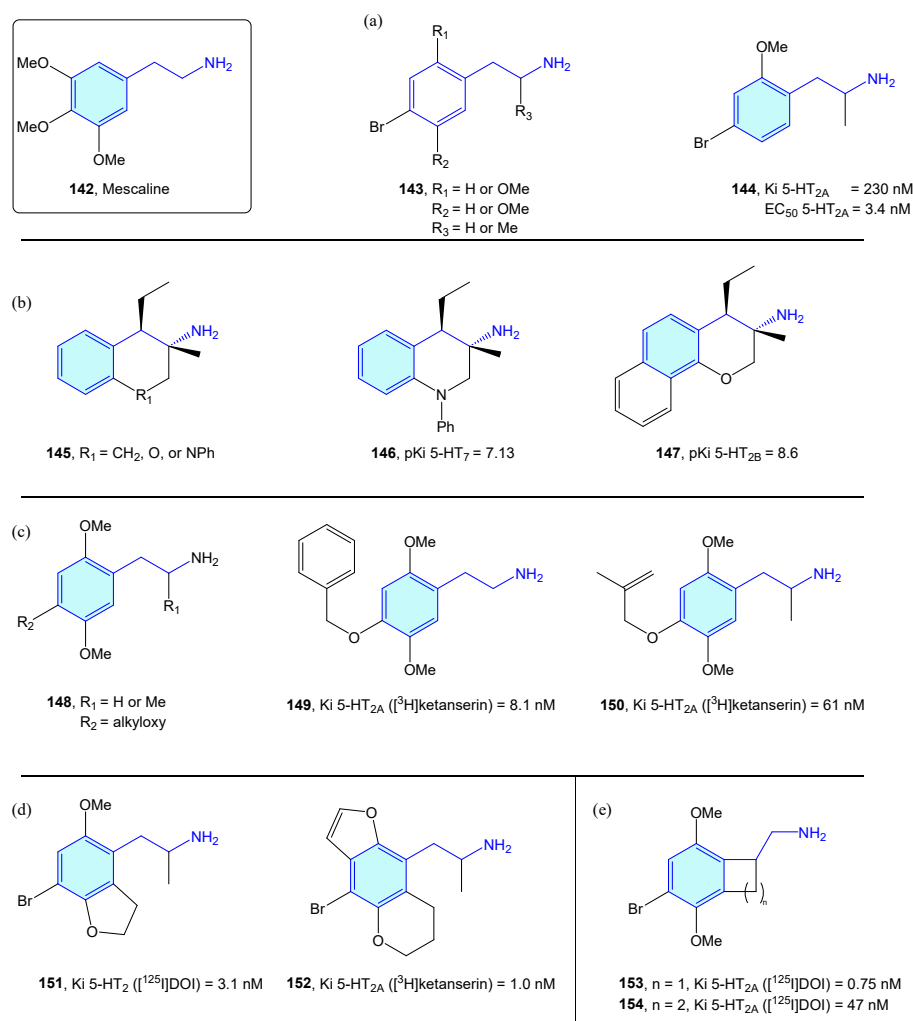 (a)
R1
MeO
NH2
MeO
OMe
142, Mescaline
NH2
Br
R3
R2
143, R1 = H or OMe
R2 = H or OMe
R3 = H or Me
OMe
NH2
Br
144, Ki 5-HT2A = 230 nM
EC50 5-HT2A = 3.4 nM
(b)
NH2
R1
145, R1 = CH2, O, or NPh
NH2
N
Ph
146, pKi 5-HT7 = 7.13
NH2
O
147, pKi 5-HT2B = 8.6
(c)
OMe
NH2
R1
R2
OMe
148, R1 = H or Me
R2 = alkyloxy
OMe
NH2
O
OMe
149, Ki 5-HT2A ([3H]ketanserin) = 8.1 nM
OMe
NH2
O
OMe
150, Ki 5-HT2A ([3H]ketanserin) = 61 nM
(d)
OMe
NH2
Br
O
151, Ki 5-HT2 ([125I]DOI) = 3.1 nM
O
NH2
Br
O
152, Ki 5-HT2A ([3H]ketanserin) = 1.0 nM
(e)
OMe
NH2
( )n
Br
OMe
153, n = 1, Ki 5-HT2A ([125I]DOI) = 0.75 nM
154, n = 2, Ki 5-HT2A ([125I]DOI) = 47 nM